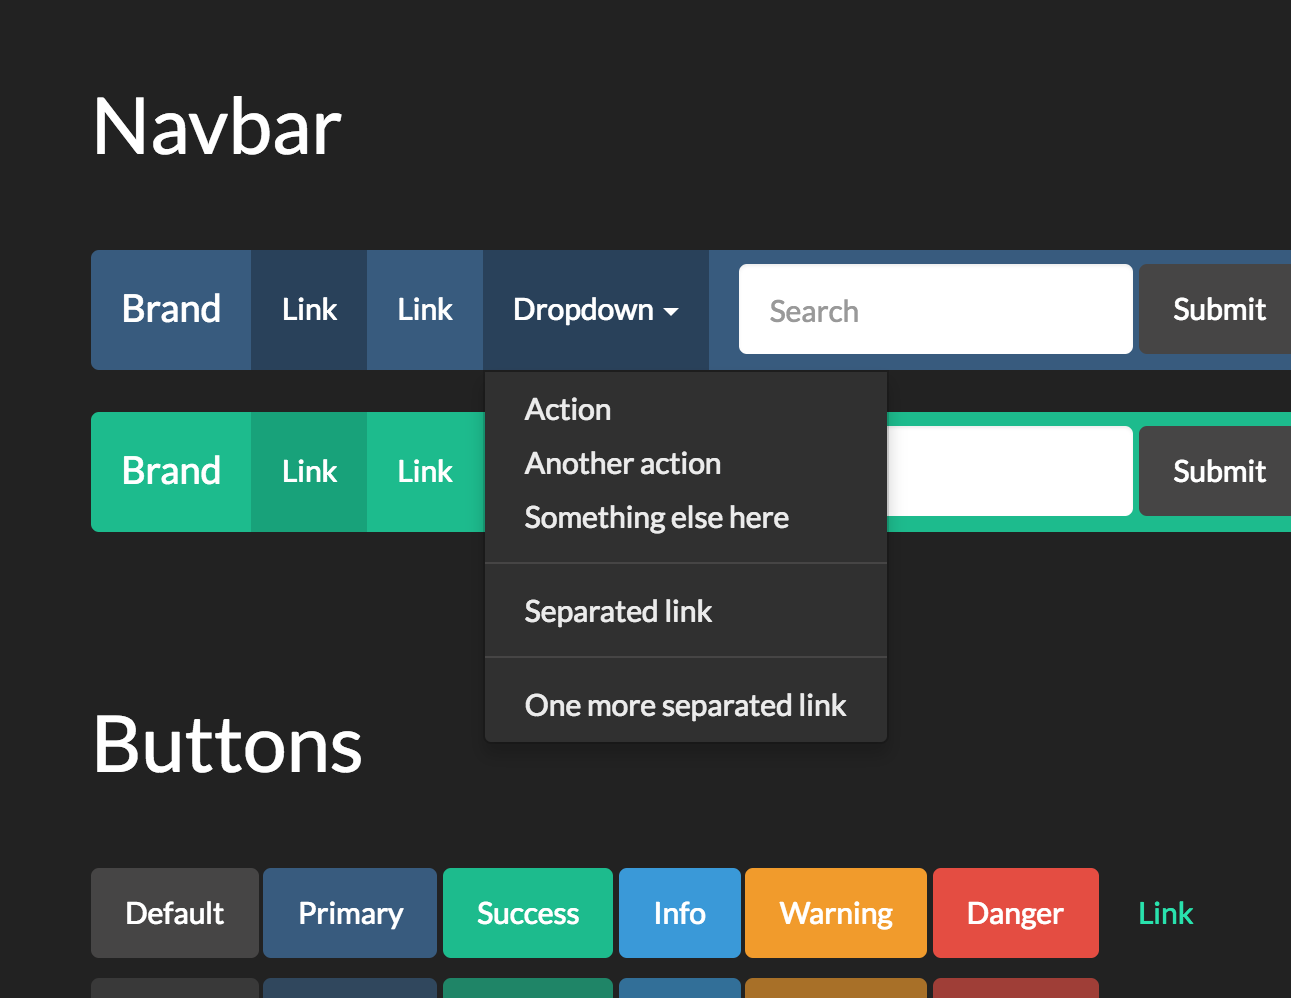 Navbar
Brand Link Link Dropdown Search Submit
Action
Another action
Something else here
Separated link
One more separated link
Brand Link Link Submit
Buttons
Default Primary Success Info Warning Danger Link